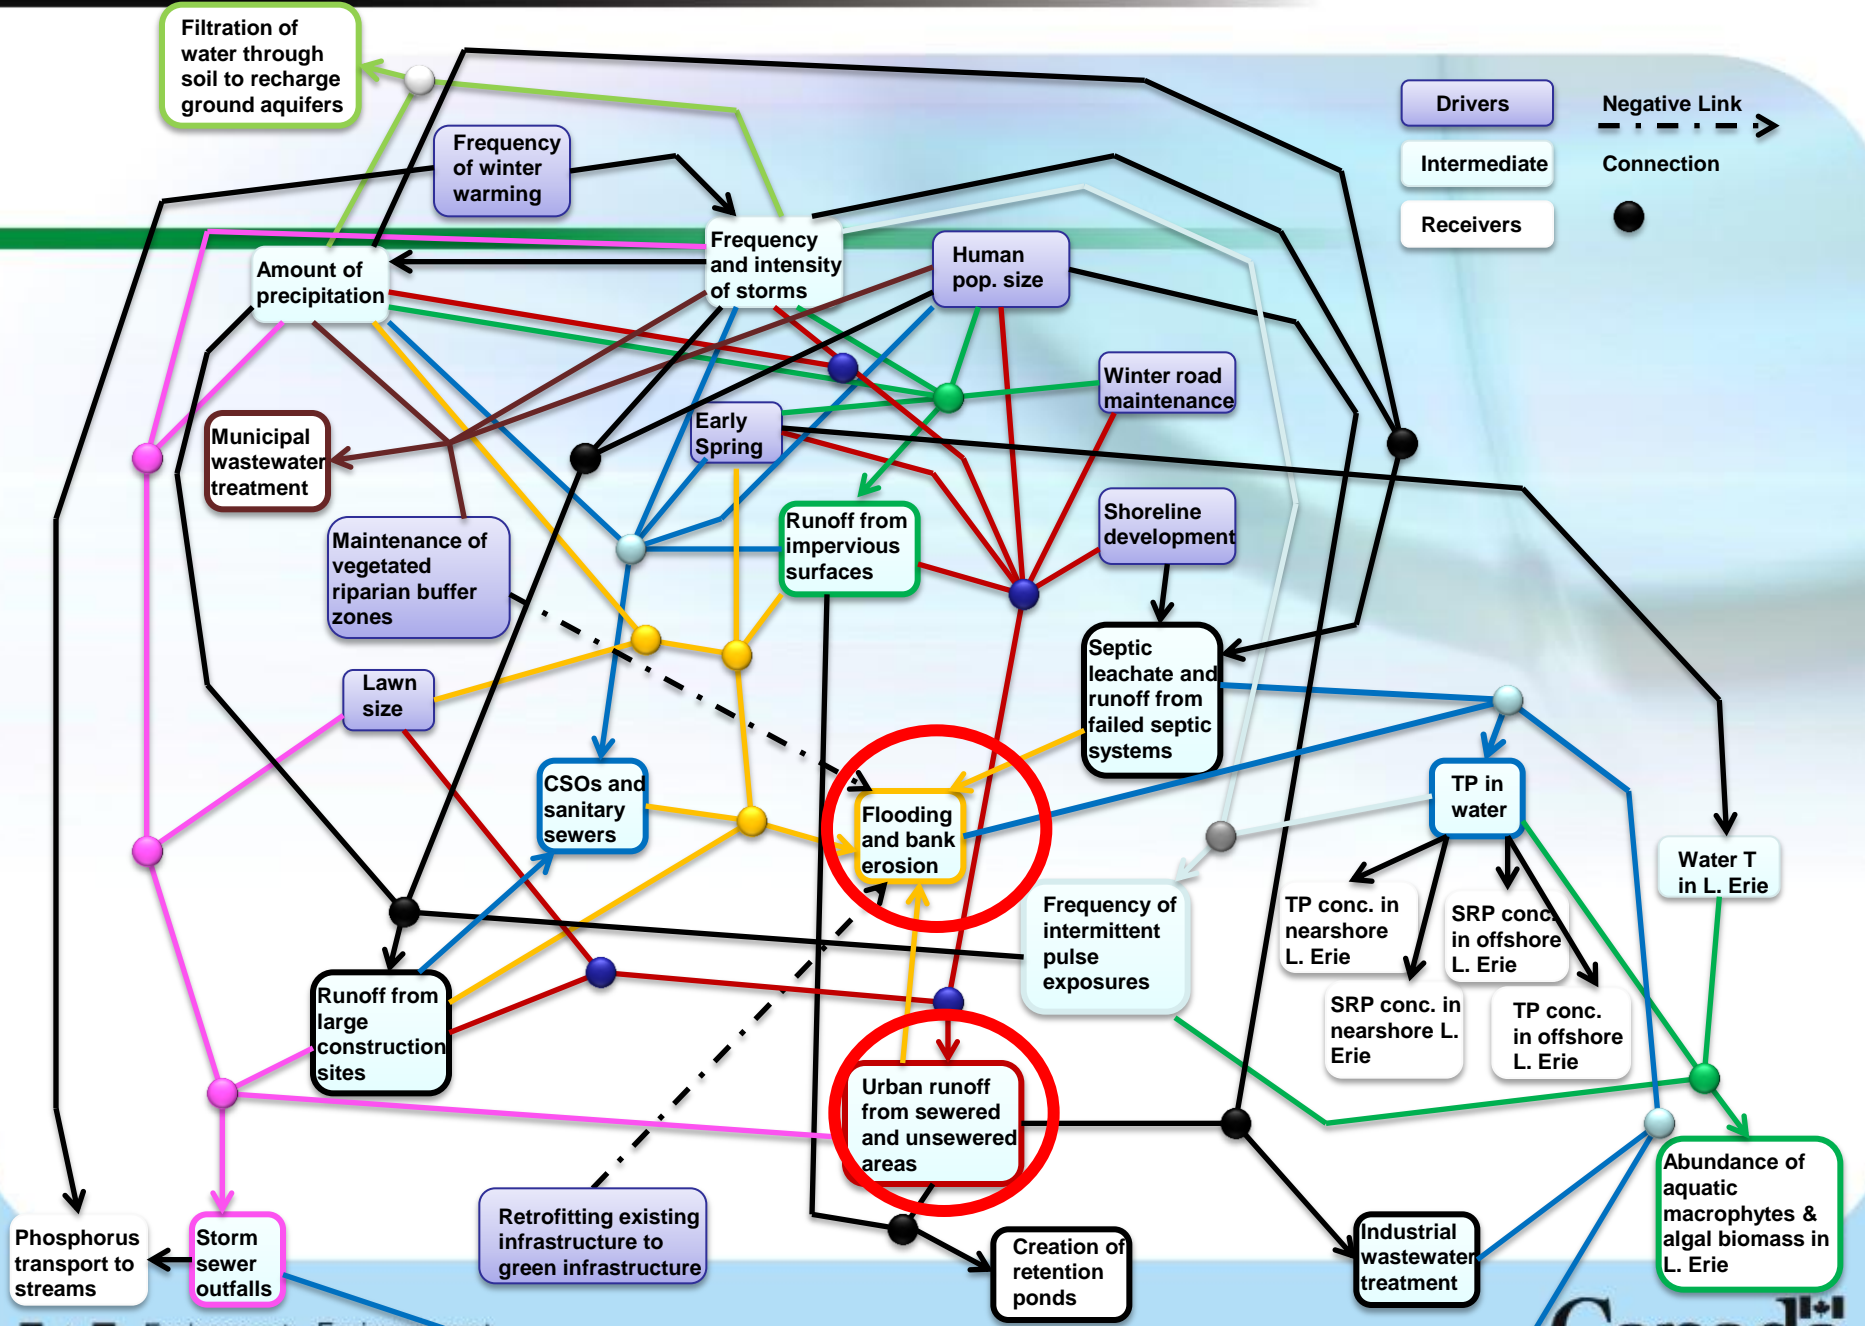 Filtration of
water through
soil to recharge
ground aquifers
Drivers
Negative Link
Intermediate
Connection
Receivers
Frequency
of winter
warming
Frequency
and intensity
of storms
Human
pop. size
Amount of
precipitation
Winter road
maintenance
Early
Spring
Municipal
wastewater
treatment
Shoreline
development
Runoff from
impervious
surfaces
Maintenance of
vegetated
riparian buffer
zones
Septic
leachate and
runoff from
failed septic
systems
Lawn
size
CSOs and
sanitary
sewers
Flooding
and bank
erosion
TP in
water
Water T
in L. Erie
Frequency of
intermittent
pulse
exposures
TP conc. in
nearshore
L. Erie
SRP conc.
in offshore
L. Erie
SRP conc. in
nearshore L.
Erie
TP conc.
in offshore
L. Erie
Runoff from
large
construction
sites
Urban runoff
from sewered
and unsewered
areas
Abundance of
aquatic
macrophytes &
algal biomass in
L. Erie
Phosphorus
transport to
streams
Storm
sewer
outfalls
Retrofitting existing
infrastructure to
green infrastructure
Creation of
retention
ponds
Industrial
wastewater
treatment
Canada